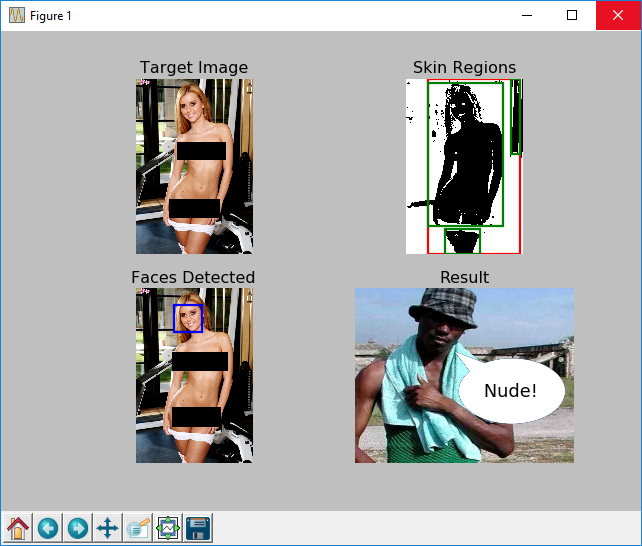 Figure 1
Target Image
Skin Regions
Faces Detected
Result
Nude!